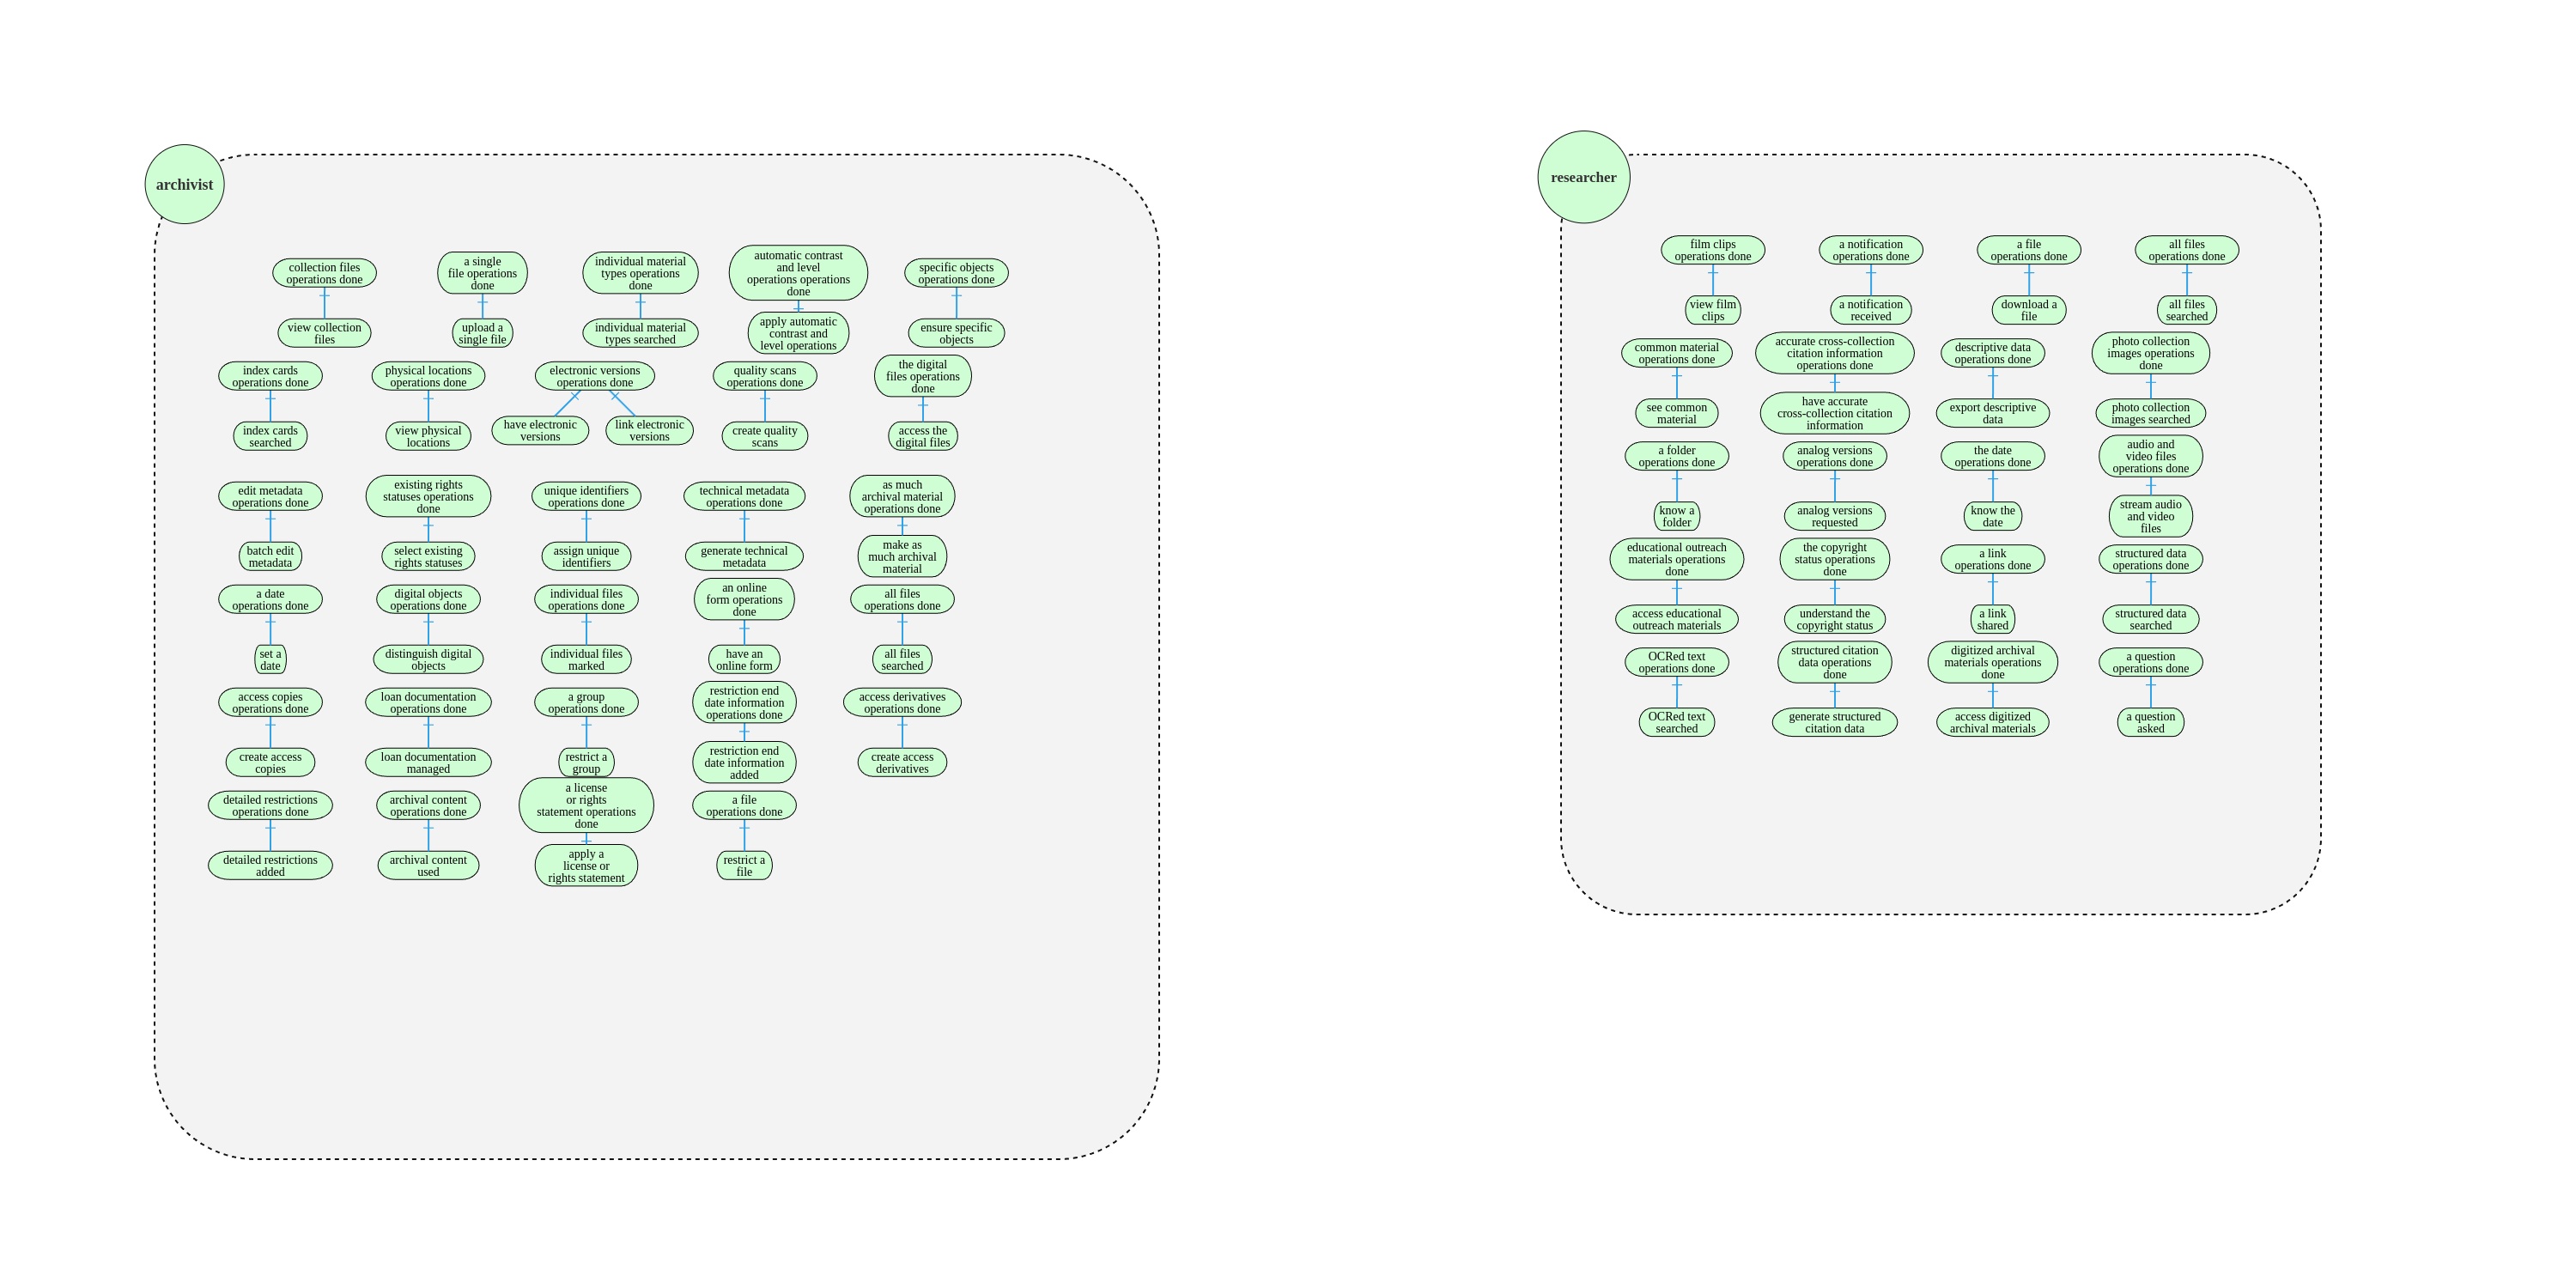 archivist
collection files
operations done
view collection
files
a single
file operations
done
upload a
single file
individual material
types operations
done
individual material
types searched
automatic contrast
and level
operations operations
done
apply automatic
contrast and
level operations
specific objects
operations done
ensure specific
objects
index cards
operations done
index cards
searched
physical locations
operations done
view physical
locations
electronic versions
operations done
have electronic
versions
link electronic
versions
quality scans
operations done
create quality
scans
the digital
files operations
done
access the
digital files
edit metadata
operations done
batch edit
metadata
existing rights
statuses operations
done
select existing
rights statuses
unique identifiers
operations done
assign unique
identifiers
technical metadata
operations done
generate technical
metadata
as much
archival material
operations done
make as
much archival
material
a date
operations done
set a
date
digital objects
operations done
distinguish digital
objects
individual files
operations done
individual files
marked
an online
form operations
done
have an
online form
all files
operations done
all files
searched
access copies
operations done
create access
copies
loan documentation
operations done
loan documentation
managed
a group
operations done
restrict a
group
restriction end
date information
operations done
restriction end
date information
added
access derivatives
operations done
create access
derivatives
detailed restrictions
operations done
detailed restrictions
added
archival content
operations done
archival content
used
a license
or rights
statement operations
done
apply a
license or
rights statement
a file
operations done
restrict a
file
researcher
film clips
operations done
view film
clips
a notification
operations done
a notification
received
a file
operations done
download a
file
all files
operations done
all files
searched
common material
operations done
see common
material
accurate cross-collection
citation information
operations done
have accurate
cross-collection citation
information
descriptive data
operations done
export descriptive
data
photo collection
images operations
done
photo collection
images searched
a folder
operations done
know a
folder
analog versions
operations done
analog versions
requested
the date
operations done
know the
date
audio and
video files
operations done
stream audio
and video
files
educational outreach
materials operations
done
access educational
outreach materials
the copyright
status operations
done
understand the
copyright status
a link
operations done
a link
shared
structured data
operations done
structured data
searched
OCRed text
operations done
OCRed text
searched
structured citation
data operations
done
generate structured
citation data
digitized archival
materials operations
done
access digitized
archival materials
a question
operations done
a question
asked